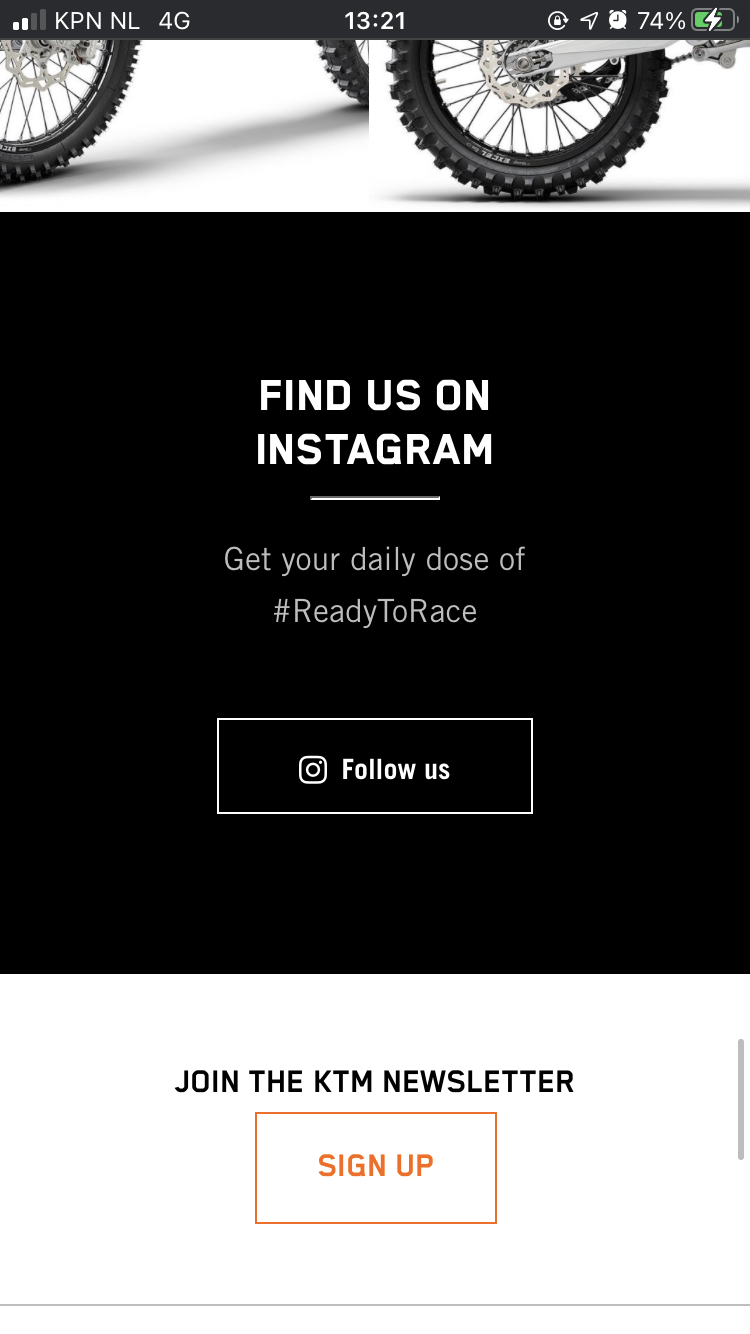 KPN NL 4G 13:21 74%
EXCEL
FIND US ON
INSTAGRAM
Get your daily dose of
#ReadyToRace
Follow us
JOIN THE KTM NEWSLETTER
SIGN UP